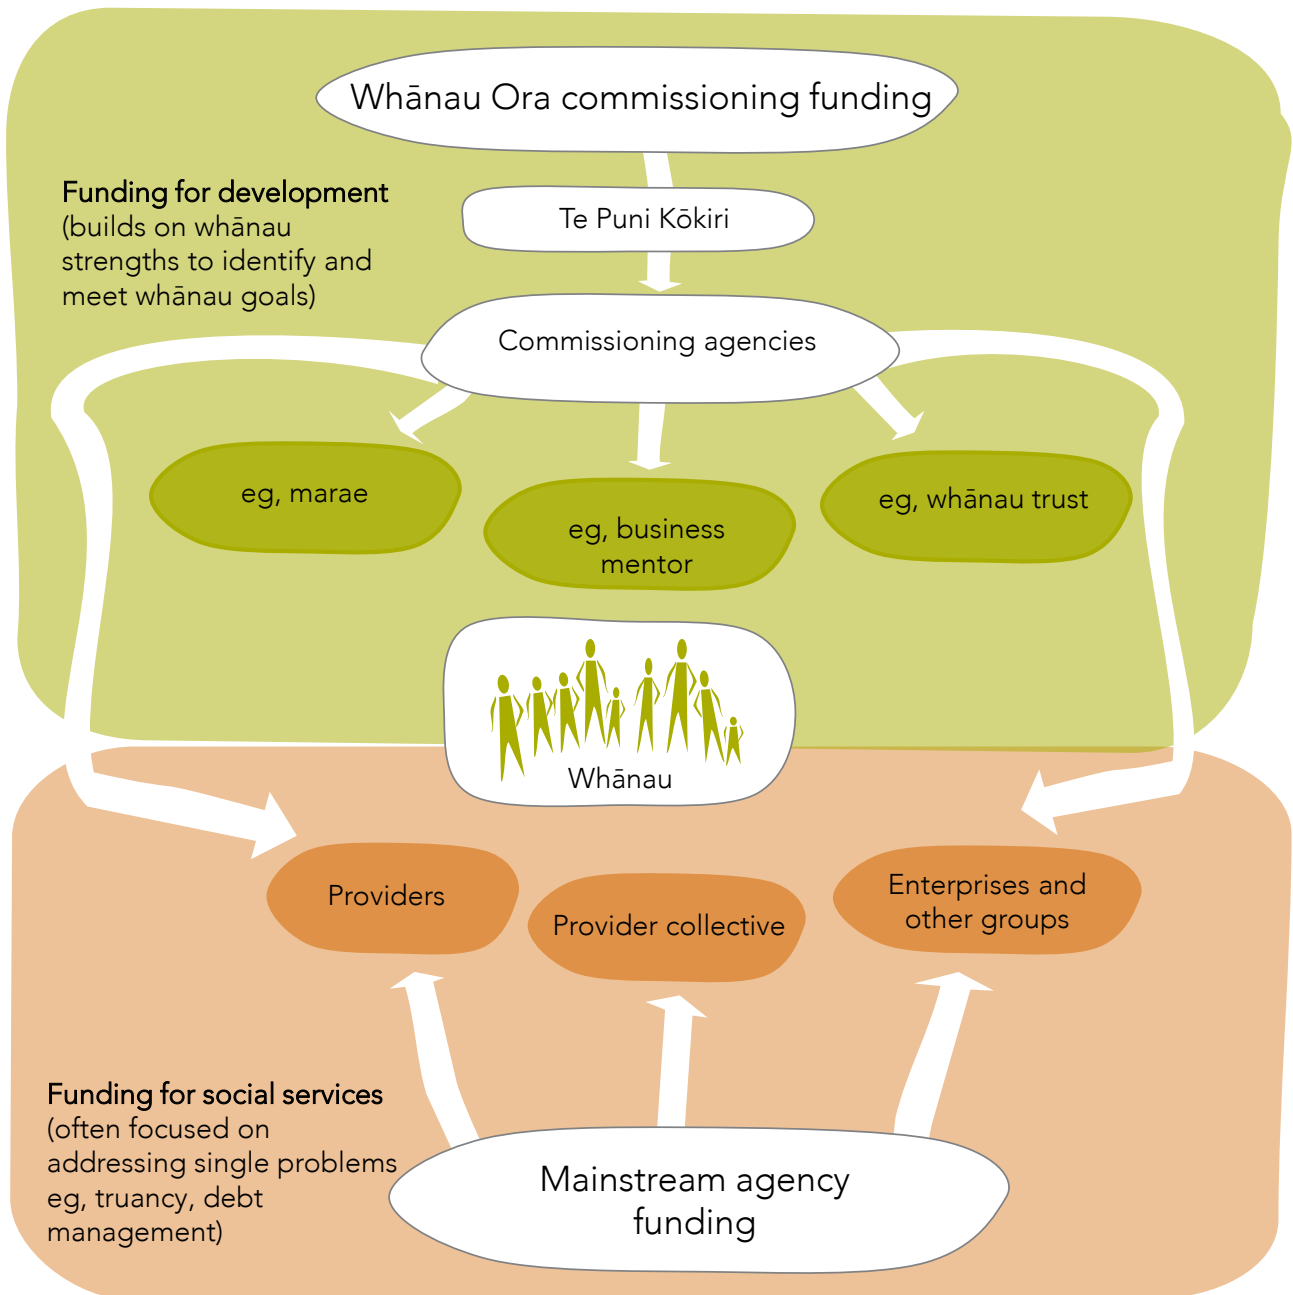 Whānau Ora commissioning funding
Funding for development
(builds on whānau
strengths to identify and
meet whānau goals)
Te Puni Kōkiri
Commissioning agencies
eg, marae
eg, business
mentor
eg, whānau trust
Whānau
Providers
Provider collective
Enterprises and
other groups
Funding for social services
(often focused on
addressing single problems
eg, truancy, debt
management)
Mainstream agency
funding